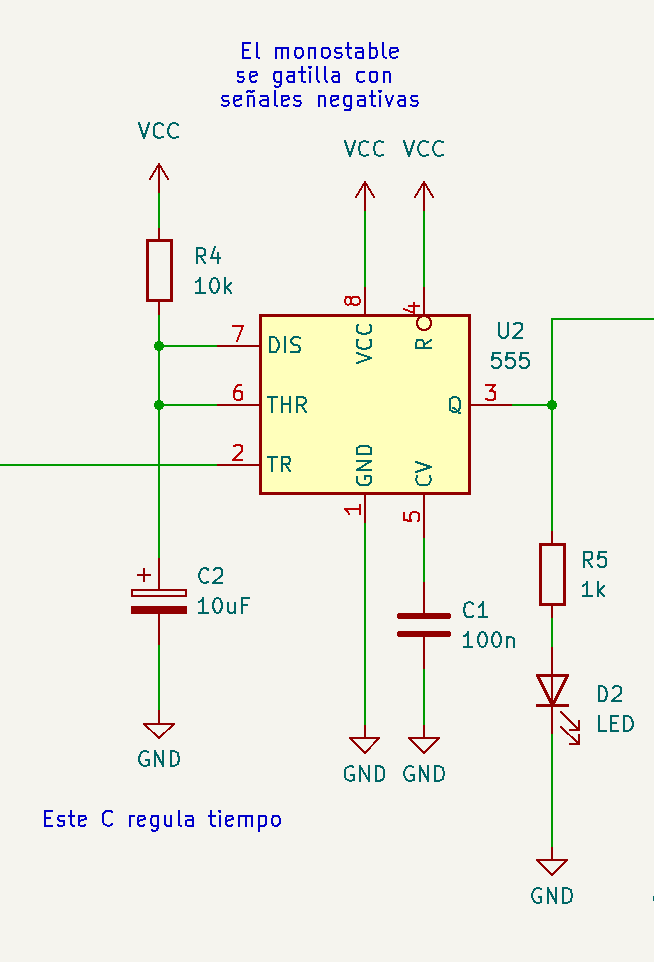 El monostable
se gatilla con
señales negativas
VCC
VCC
VCC
R4
10k
8
4
U2
555
7
DIS
VCC
R
6
THR
Q
3
2
TR
GND
CV
1
5
+
C2
10uF
C1
100n
R5
1k
D2
LED
GND
GND
GND
Este C regula tiempo
GND